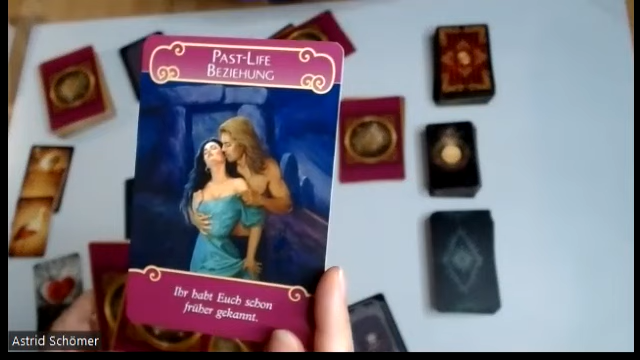 PAST-LIFE
BEZIEHUNG
Ihr habt Euch schon
früher gekannt.
Astrid Schömer